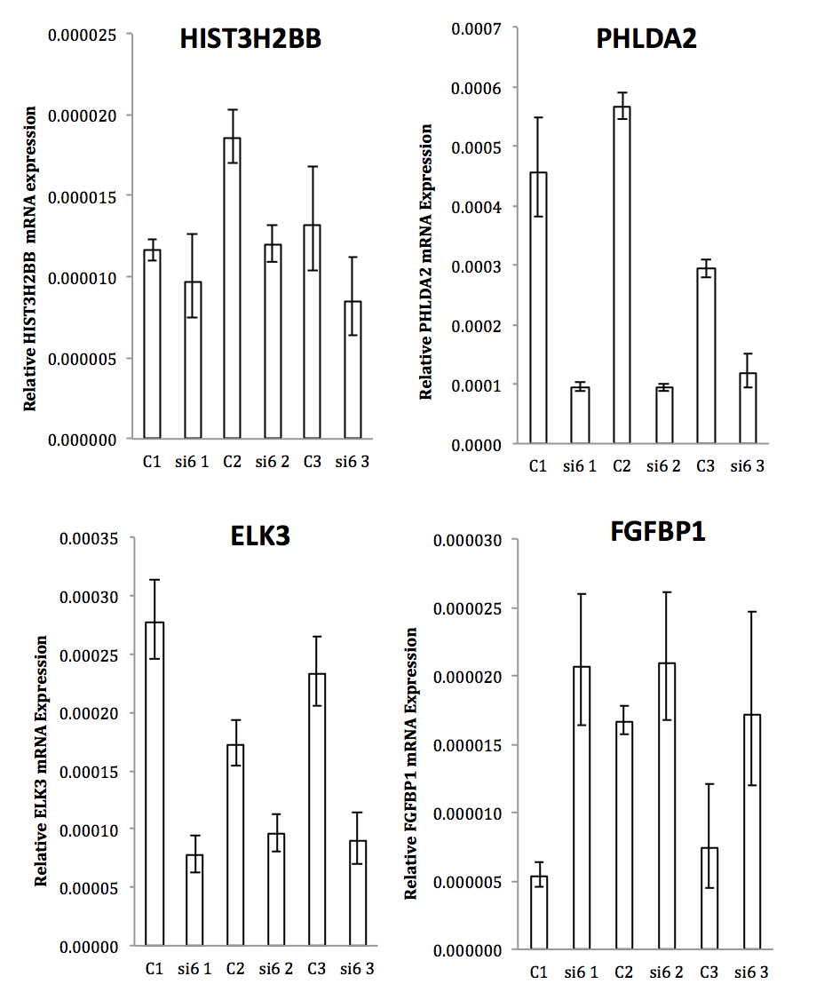 HIST3H2BB
Relative HIST3H2BB mRNA expression
0.000025
0.000020
0.000015
0.000010
0.000005
0.000000
C1 si6 1 C2 si6 2 C3 si6 3
PHLDA2
Relative PHLDA2 mRNA Expression
0.0007
0.0006
0.0005
0.0004
0.0003
0.0002
0.0001
0.0000
C1 si6 1 C2 si6 2 C3 si6 3
ELK3
Relative ELK3 mRNA Expression
0.00035
0.00030
0.00025
0.00020
0.00015
0.00010
0.00005
0.00000
C1 si6 1 C2 si6 2 C3 si6 3
FGFBP1
Relative FGFBP1 mRNA Expression
0.000030
0.000025
0.000020
0.000015
0.000010
0.000005
0.000000
C1 si6 1 C2 si6 2 C3 si6 3